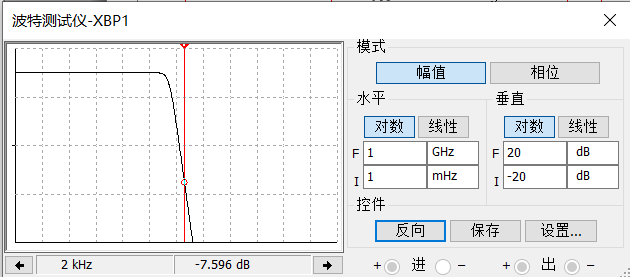 波特测试仪-XBP1
模式
幅值 相位
水平 垂直
对数 线性 对数 线性
F 1 GHz F 20 dB
I 1 mHz I -20 dB
控件
反向 保存 设置...
2 kHz -7.596 dB
+ 进 − + 出 −